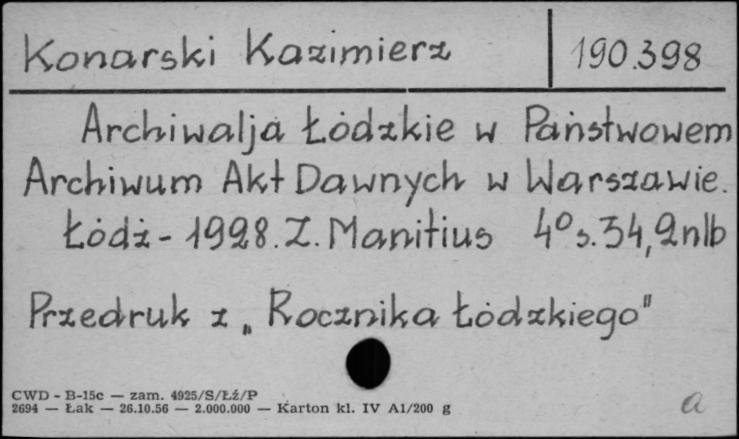 Konarski Kazimierz 190.398
Archiwalja Łódzkie w Państwowem
Archiwum Akt Dawnych w Warszawie.
Łódź - 1928. Z. Manitius 4° s. 34, 2nlb
Przedruk z „Rocznika Łódzkiego"
CWD - B-15c — zam. 4925/S/Łź/P
2694 — Łak — 26.10.56 — 2.000.000 — Karton kl. IV A1/200 g
a